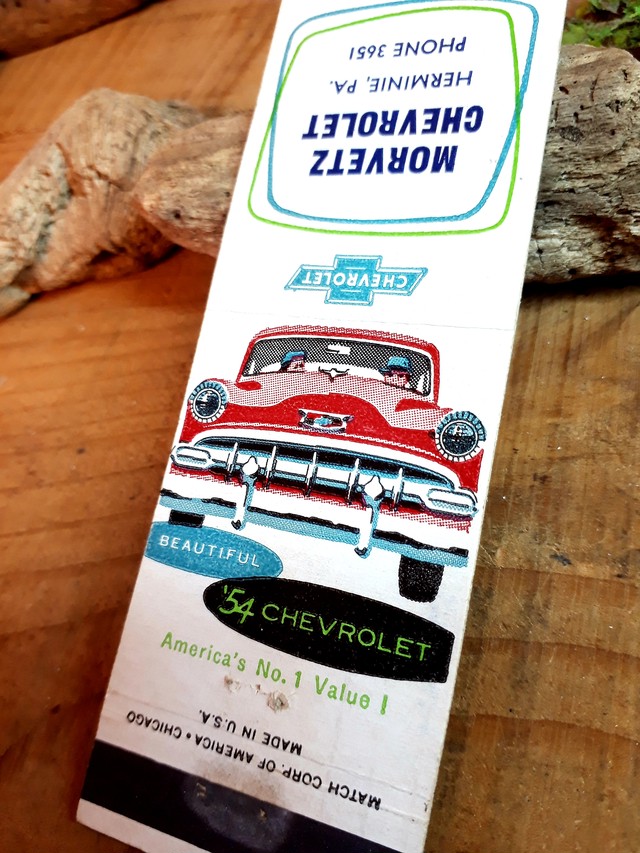 MORVETZ
CHEVROLET
HERMINIE, PA.
PHONE 3651
CHEVROLET
BEAUTIFUL
'54 CHEVROLET
America's No. 1 Value!
MATCH CORP. OF AMERICA • CHICAGO
MADE IN U.S.A.